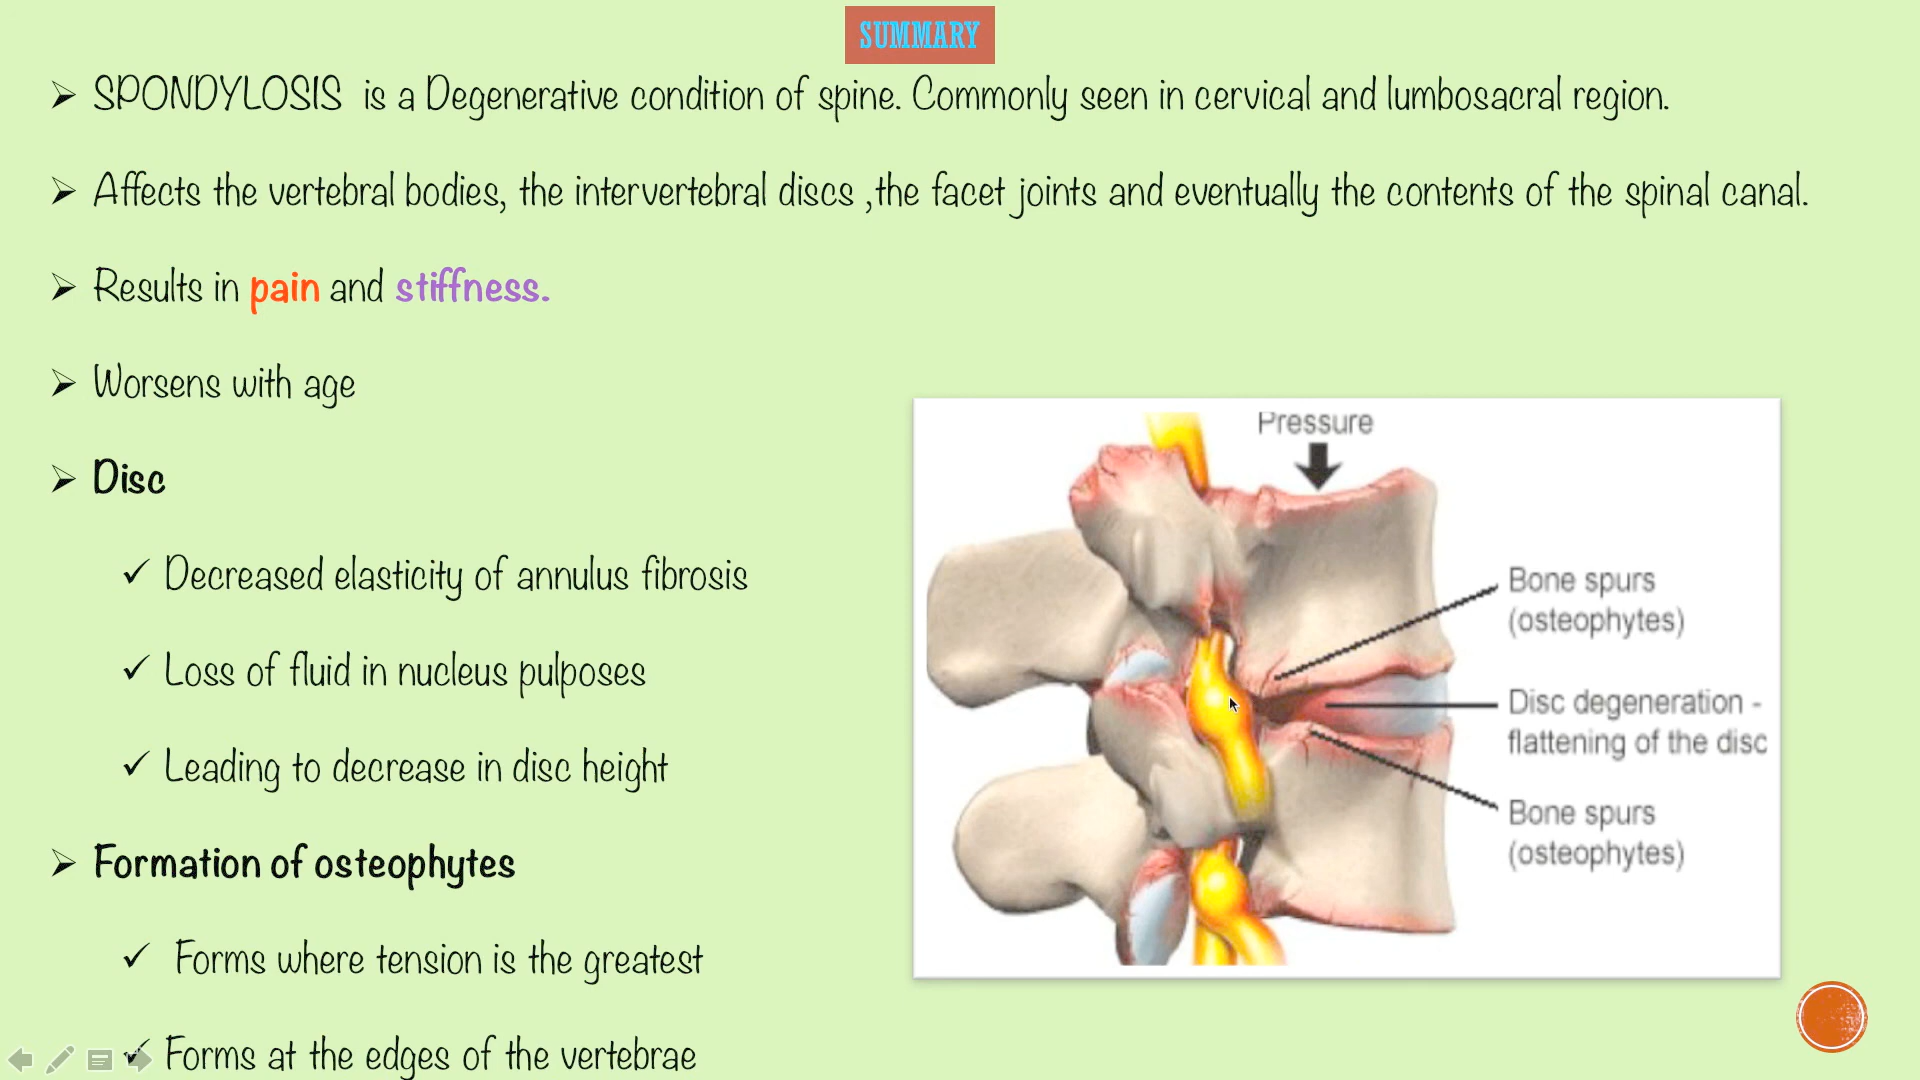 SUMMARY
➢ SPONDYLOSIS is a Degenerative condition of spine. Commonly seen in cervical and lumbosacral region.
➢ Affects the vertebral bodies, the intervertebral discs ,the facet joints and eventually the contents of the spinal canal.
➢ Results in pain and stiffness.
➢ Worsens with age
➢ Disc
✓ Decreased elasticity of annulus fibrosis
✓ Loss of fluid in nucleus pulposes
✓ Leading to decrease in disc height
➢ Formation of osteophytes
✓ Forms where tension is the greatest
✓ Forms at the edges of the vertebrae
Pressure
Bone spurs
(osteophytes)
Disc degeneration -
flattening of the disc
Bone spurs
(osteophytes)